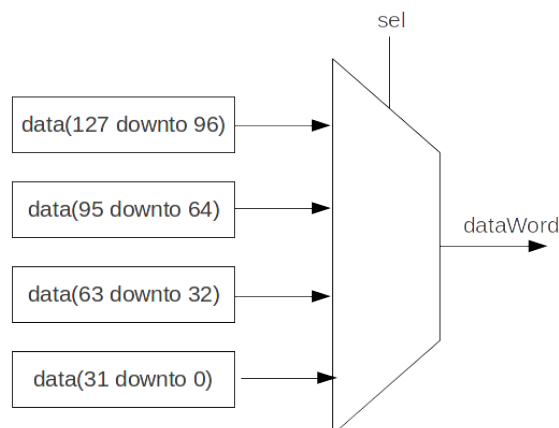 sel
data(127 downto 96)
data(95 downto 64)
dataWord
data(63 downto 32)
data(31 downto 0)